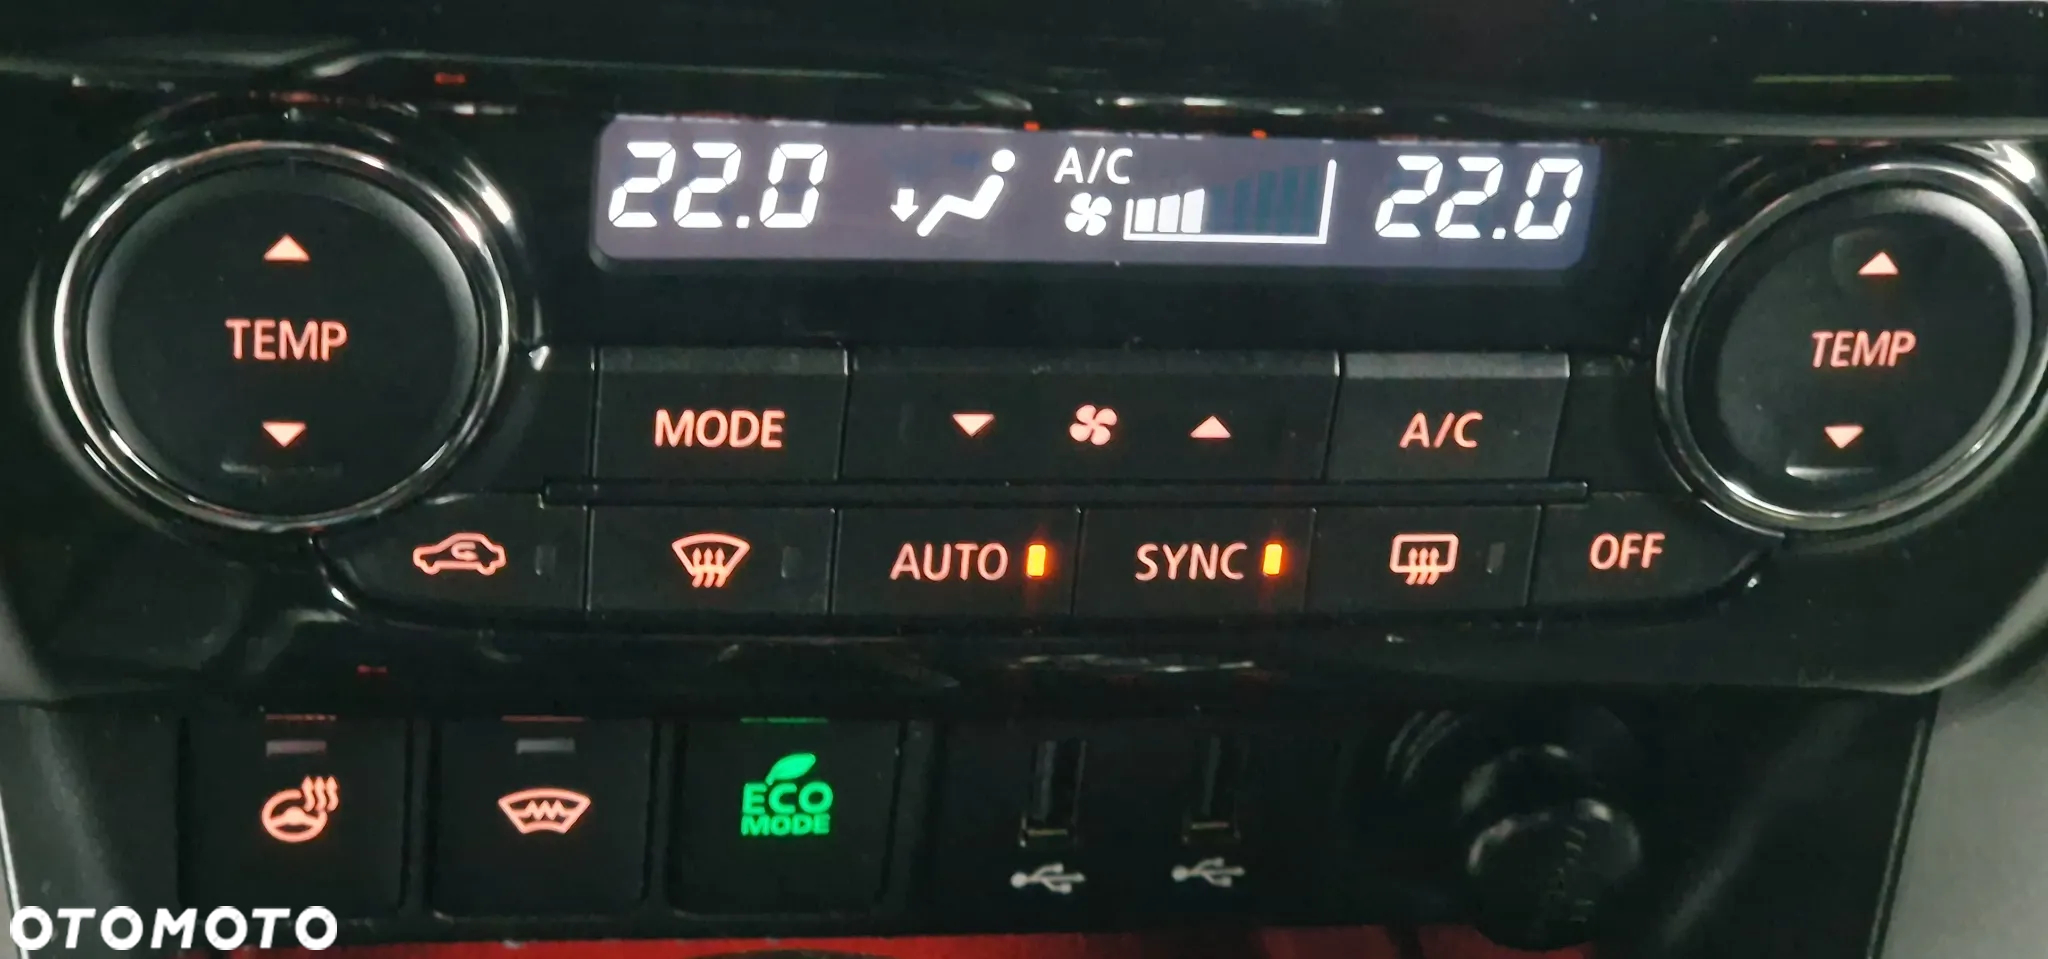 22.0 A/C 22.0
TEMP
TEMP
MODE A/C
AUTO SYNC OFF
ECO
MODE
OTOMOTO